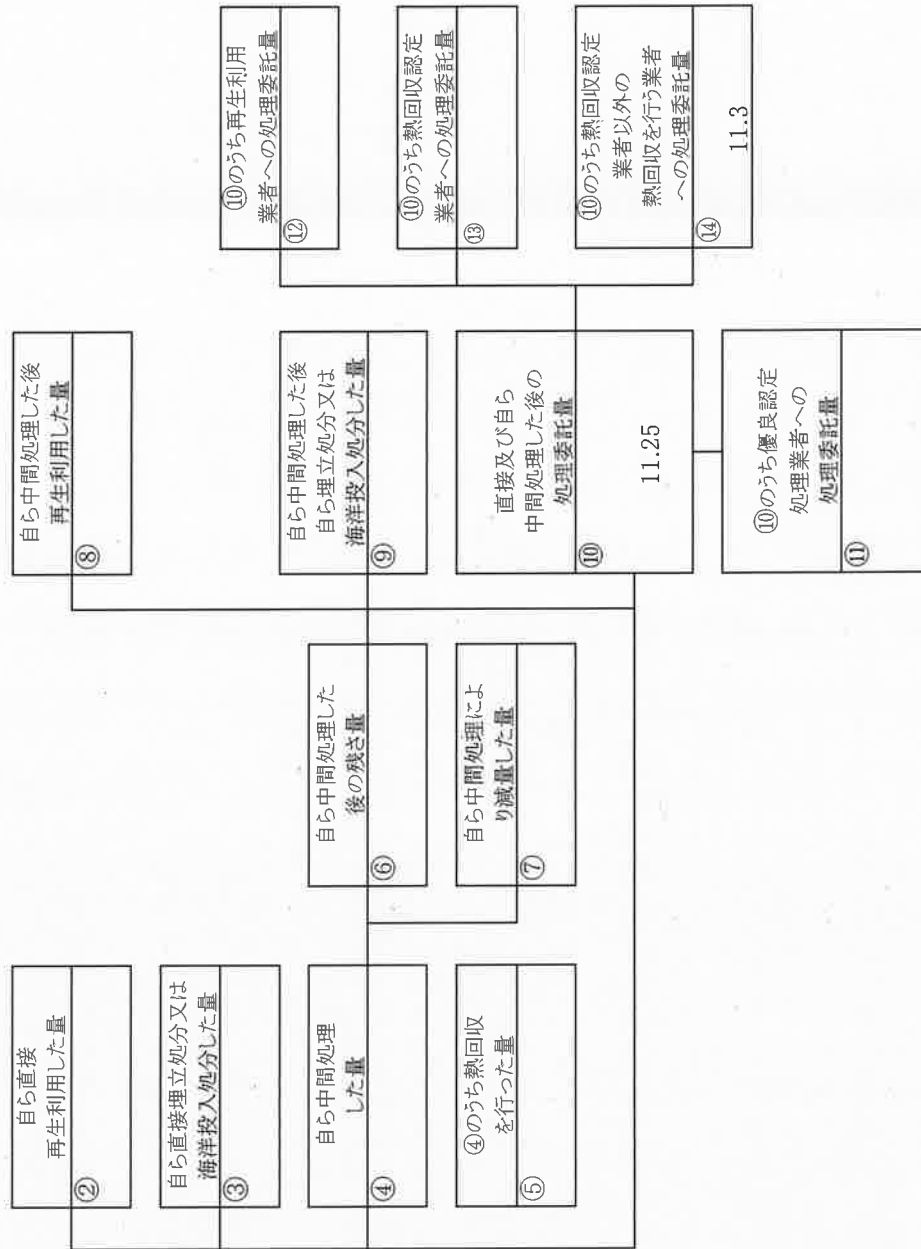 自ら直接
再生利用した量
②
自ら直接埋立処分又は
海洋投入処分した量
③
自ら中間処理
した量
④
④のうち熱回収
を行った量
⑤
自ら中間処理した
後の残さ量
⑥
自ら中間処理によ
り減量した量
⑦
自ら中間処理した後
再生利用した量
⑧
自ら中間処理した後
自ら埋立処分又は
海洋投入処分した量
⑨
直接及び自ら
中間処理した後の
処理委託量
⑩
11.25
⑩のうち優良認定
処理業者への
処理委託量
⑪
⑩のうち再生利用
業者への処理委託量
⑫
⑩のうち熱回収認定
業者への処理委託量
⑬
⑩のうち熱回収認定
業者以外の
熱回収を行う業者
への処理委託量
⑭
11.3